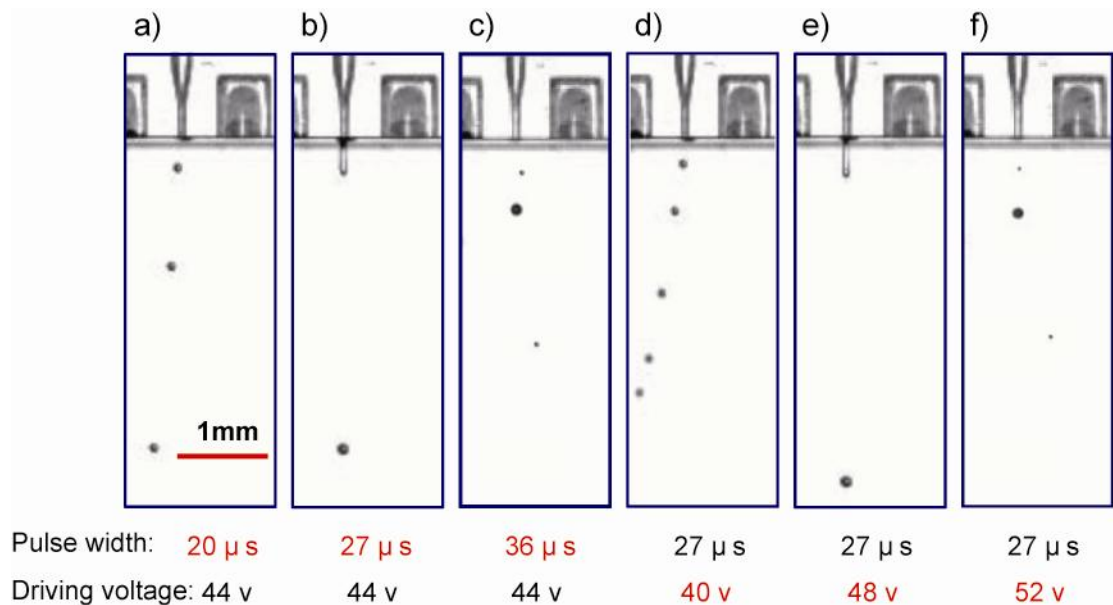 a) b) c) d) e) f)
1mm
Pulse width: 20 µ s 27 µ s 36 µ s 27 µ s 27 µ s 27 µ s
Driving voltage: 44 v 44 v 44 v 40 v 48 v 52 v